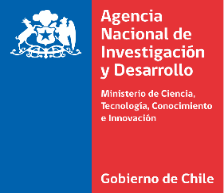 Agencia
Nacional de
Investigación
y Desarrollo
Ministerio de Ciencia,
Tecnología, Conocimiento
e Innovación
Gobierno de Chile